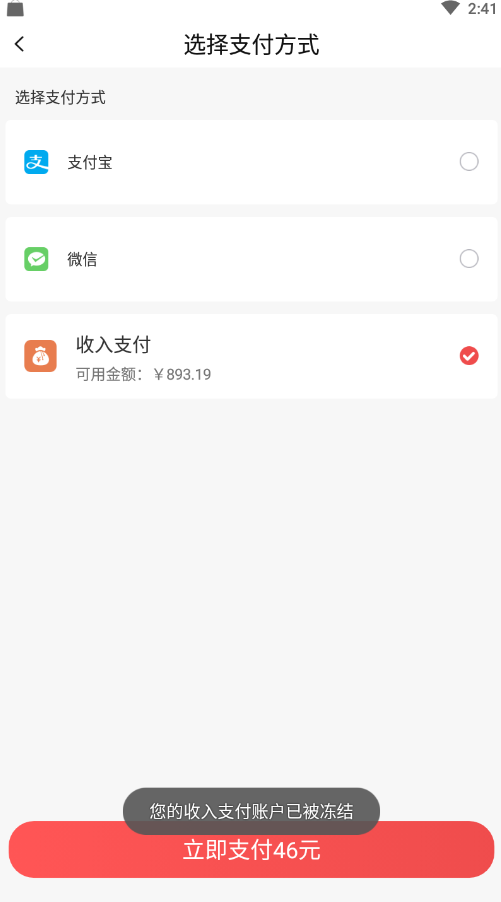 2:41
选择支付方式
选择支付方式
支付宝
微信
收入支付
可用金额：￥893.19
您的收入支付账户已被冻结
立即支付46元